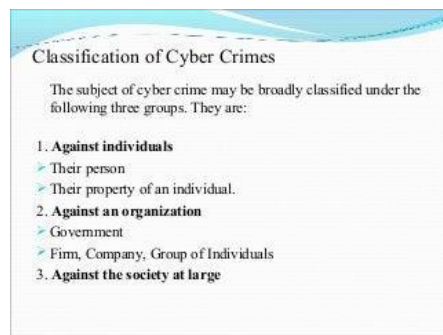 Classification of Cyber Crimes
The subject of cyber crime may be broadly classified under the
following three groups. They are:
1. Against individuals
➢ Their person
➢ Their property of an individual.
2. Against an organization
➢ Government
➢ Firm, Company, Group of Individuals
3. Against the society at large